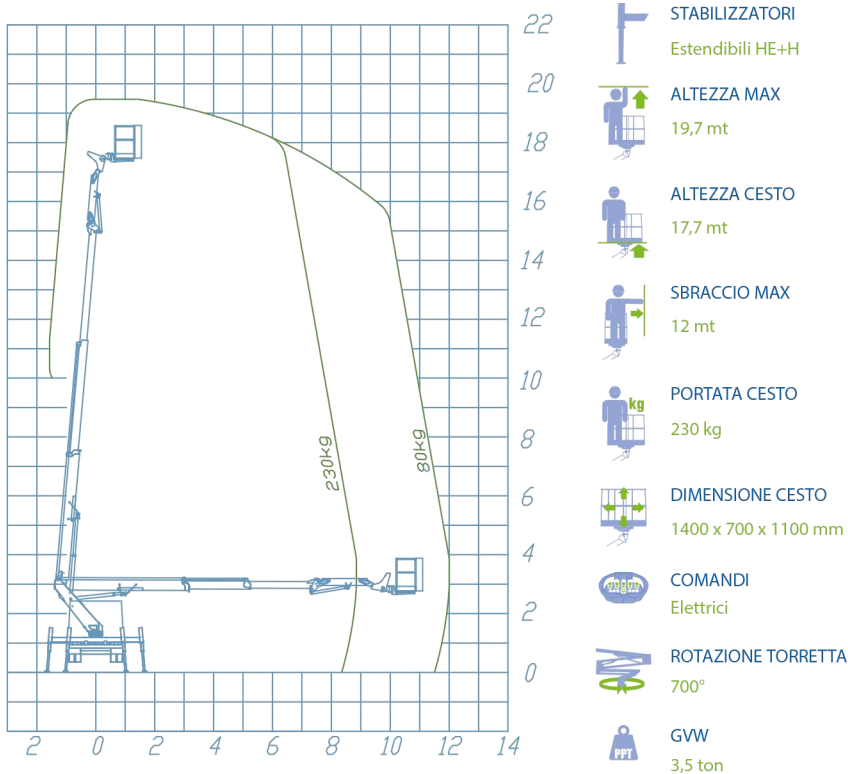 22
20
18
16
14
12
10
8
6
4
2
0
2 0 2 4 6 8 10 12 14
230kg
80kg
STABILIZZATORI
Estendibili HE+H
ALTEZZA MAX
19,7 mt
ALTEZZA CESTO
17,7 mt
SBRACCIO MAX
12 mt
kg
PORTATA CESTO
230 kg
DIMENSIONE CESTO
1400 x 700 x 1100 mm
COMANDI
Elettrici
ROTAZIONE TORRETTA
700°
PPT
GVW
3,5 ton